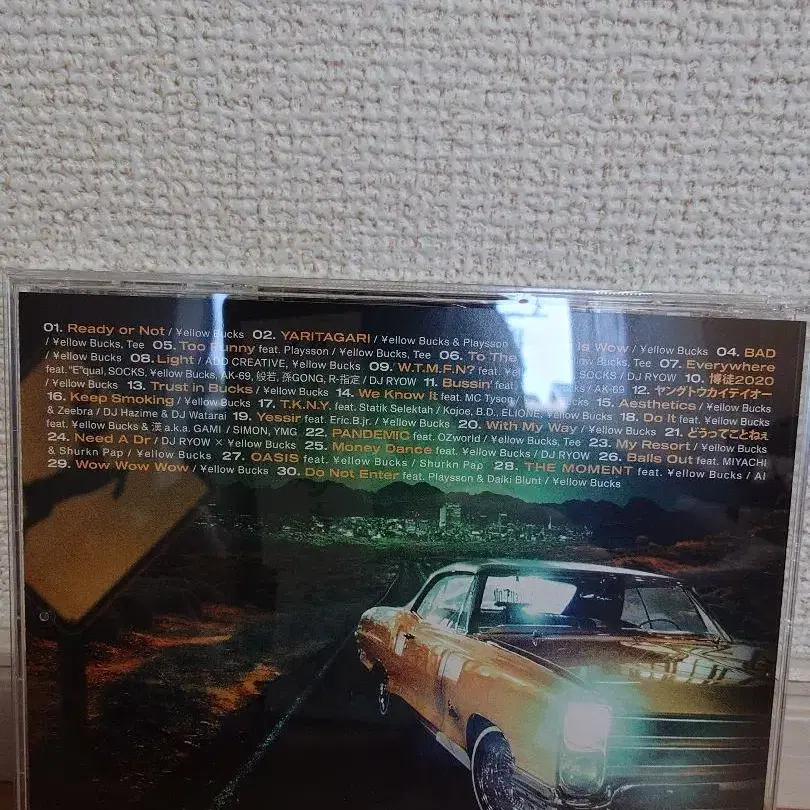 01. Ready or Not / ¥ellow Bucks 02. YARITAGARI / ¥ellow Bucks & Playsson Is Wow / ¥ellow Bucks 04. BAD
/ ¥ellow Bucks, Tee 05. Too Funny feat. Playsson / ¥ellow Bucks, Tee 06. To The ¥ellow Bucks, Tee 07. Everywhere
/ ¥ellow Bucks 08. Light / ADD CREATIVE, ¥ellow Bucks 09. W.T.M.F.N? feat. SOCKS / DJ RYOW 10. 博徒2020
feat. "E"qual, SOCKS, ¥ellow Bucks, AK-69, 般若, 孫GONG, R-指定 / DJ RYOW 11. Bussin' feat. Bucks / AK-69 12. ヤングトウカイテイオー
/ ¥ellow Bucks 13. Trust in Bucks / ¥ellow Bucks 14. We Know It feat. MC Tyson / Bucks 15. Aesthetics / ¥ellow Bucks
16. Keep Smoking / ¥ellow Bucks 17. T.K.N.Y. feat. Statik Selektah / Kojoe, B.D., ELIONE, ¥ellow Bucks 18. Do It feat. ¥ellow Bucks
& Zeebra / DJ Hazime & DJ Watarai 19. Yessir feat. Eric.B.jr. / ¥ellow Bucks 20. With My Way / ¥ellow Bucks 21. どうってことねぇ
feat. ¥ellow Bucks & 漢 a.k.a. GAMI / SIMON, YMG 22. PANDEMIC feat. OZworld / ¥ellow Bucks, Tee 23. My Resort / ¥ellow Bucks
24. Need A Dr / DJ RYOW × ¥ellow Bucks 25. Money Dance feat. ¥ellow Bucks / DJ RYOW 26. Balls Out feat. MIYACHI
& Shurkn Pap / ¥ellow Bucks 27. OASIS feat. ¥ellow Bucks / Shurkn Pap 28. THE MOMENT feat. ¥ellow Bucks / AI
29. Wow Wow Wow / ¥ellow Bucks 30. Do Not Enter feat. Playsson & Daiki Blunt / ¥ellow Bucks